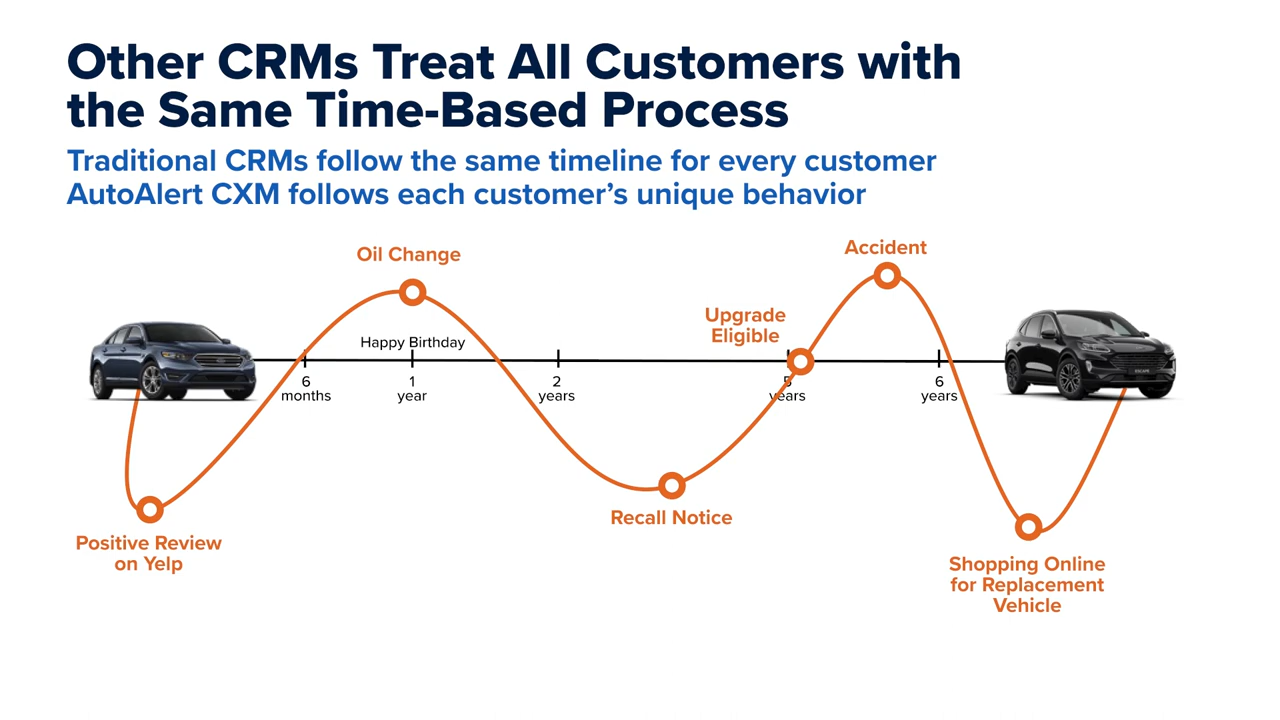 Other CRMs Treat All Customers with
the Same Time-Based Process
Traditional CRMs follow the same timeline for every customer
AutoAlert CXM follows each customer’s unique behavior
Accident
Oil Change
Upgrade
Eligible
Happy Birthday
6
months
1
year
2
years
5
years
6
years
ESCAPE
Positive Review
on Yelp
Recall Notice
Shopping Online
for Replacement
Vehicle